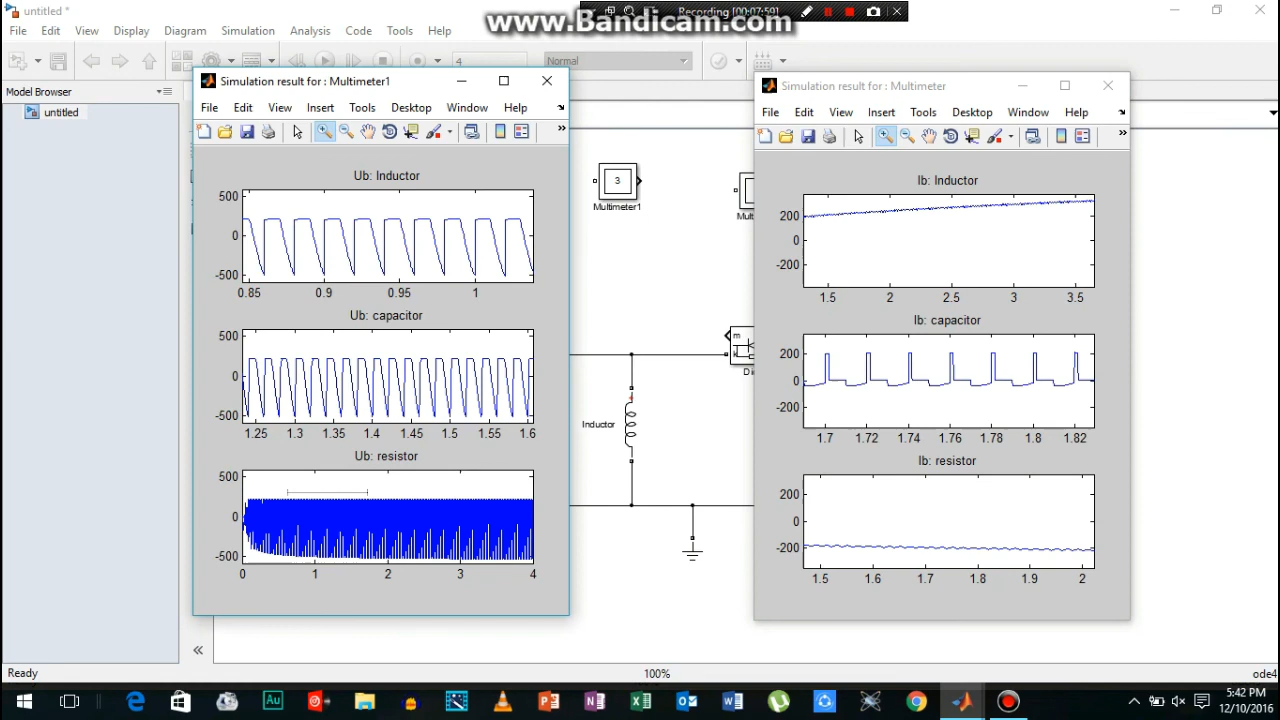 untitled *
www.Bandicam.com
Recording [00:07:59]
File Edit View Display Diagram Simulation Analysis Code Tools Help
4
Normal
Model Browser
untitled
Simulation result for : Multimeter1
File Edit View Insert Tools Desktop Window Help
Ub: Inductor
500
0
-500
0.85 0.9 0.95 1
Ub: capacitor
500
0
-500
1.25 1.3 1.35 1.4 1.45 1.5 1.55 1.6
Ub: resistor
500
0
-500
0 1 2 3 4
3
Multimeter1
Mult
m
k
Di
Inductor
Simulation result for : Multimeter
File Edit View Insert Tools Desktop Window Help
Ib: Inductor
200
0
-200
1.5 2 2.5 3 3.5
Ib: capacitor
200
0
-200
1.7 1.72 1.74 1.76 1.78 1.8 1.82
Ib: resistor
200
0
-200
1.5 1.6 1.7 1.8 1.9 2
Ready
100%
ode4
5:42 PM
12/10/2016